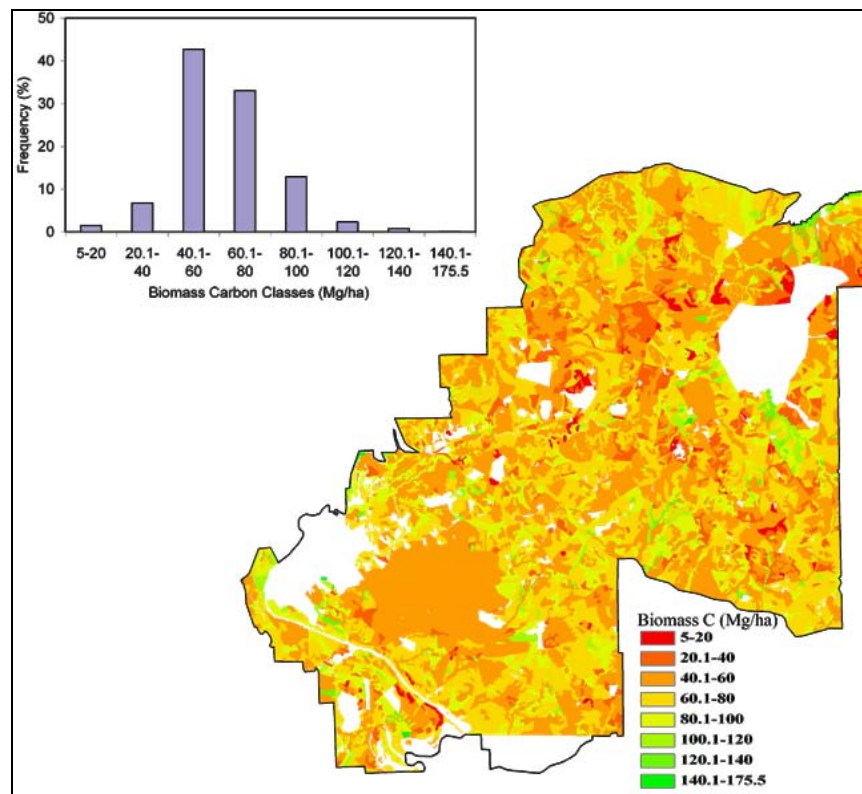 50
40
30
20
10
0
Frequency (%)
5-20 20.1- 40.1- 60.1- 80.1- 100.1- 120.1- 140.1-
40 60 80 100 120 140 175.5
Biomass Carbon Classes (Mg/ha)
Biomass C (Mg/ha)
5-20
20.1-40
40.1-60
60.1-80
80.1-100
100.1-120
120.1-140
140.1-175.5